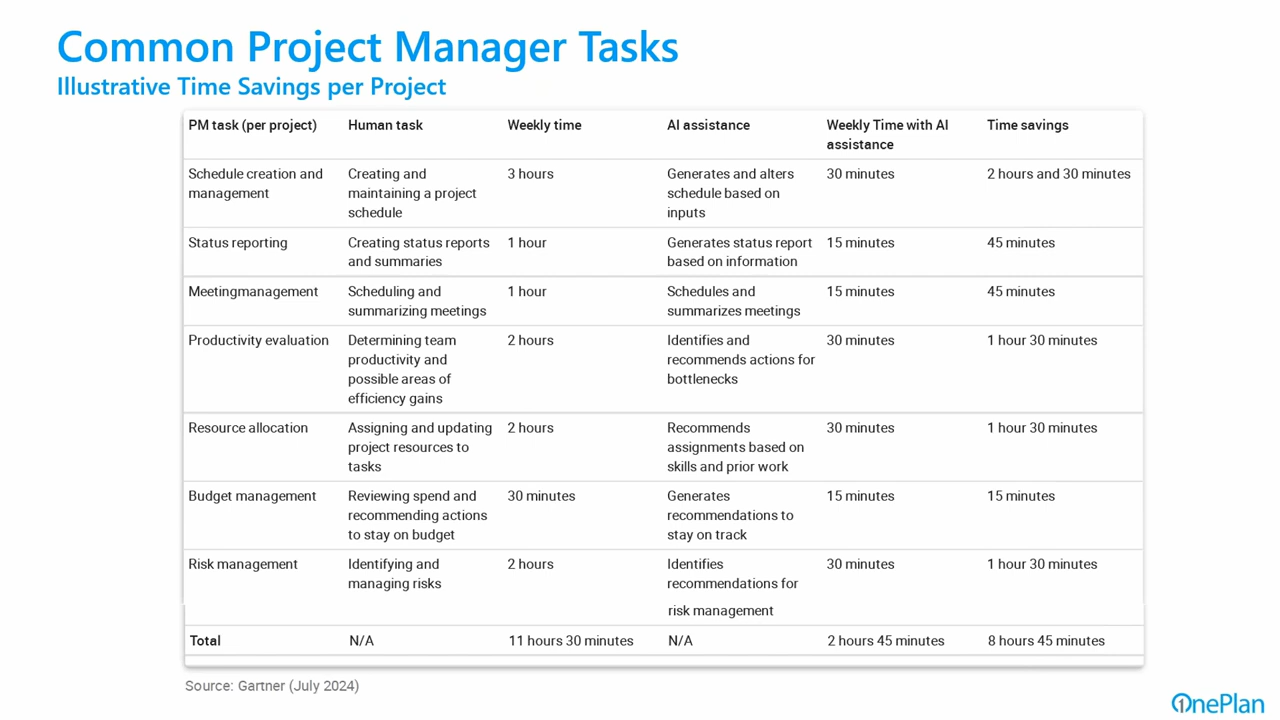 Common Project Manager Tasks
Illustrative Time Savings per Project
PM task (per project) Human task Weekly time AI assistance Weekly Time with AI Time savings
assistance
Schedule creation and Creating and 3 hours Generates and alters 30 minutes 2 hours and 30 minutes
management maintaining a project schedule based on
schedule inputs
Status reporting Creating status reports 1 hour Generates status report 15 minutes 45 minutes
and summaries based on information
Meetingmanagement Scheduling and 1 hour Schedules and 15 minutes 45 minutes
summarizing meetings summarizes meetings
Productivity evaluation Determining team 2 hours Identifies and 30 minutes 1 hour 30 minutes
productivity and recommends actions for
possible areas of bottlenecks
efficiency gains
Resource allocation Assigning and updating 2 hours Recommends 30 minutes 1 hour 30 minutes
project resources to assignments based on
tasks skills and prior work
Budget management Reviewing spend and 30 minutes Generates 15 minutes 15 minutes
recommending actions recommendations to
to stay on budget stay on track
Risk management Identifying and 2 hours Identifies 30 minutes 1 hour 30 minutes
managing risks recommendations for
risk management
Total N/A 11 hours 30 minutes N/A 2 hours 45 minutes 8 hours 45 minutes
Source: Gartner (July 2024)
OnePlan